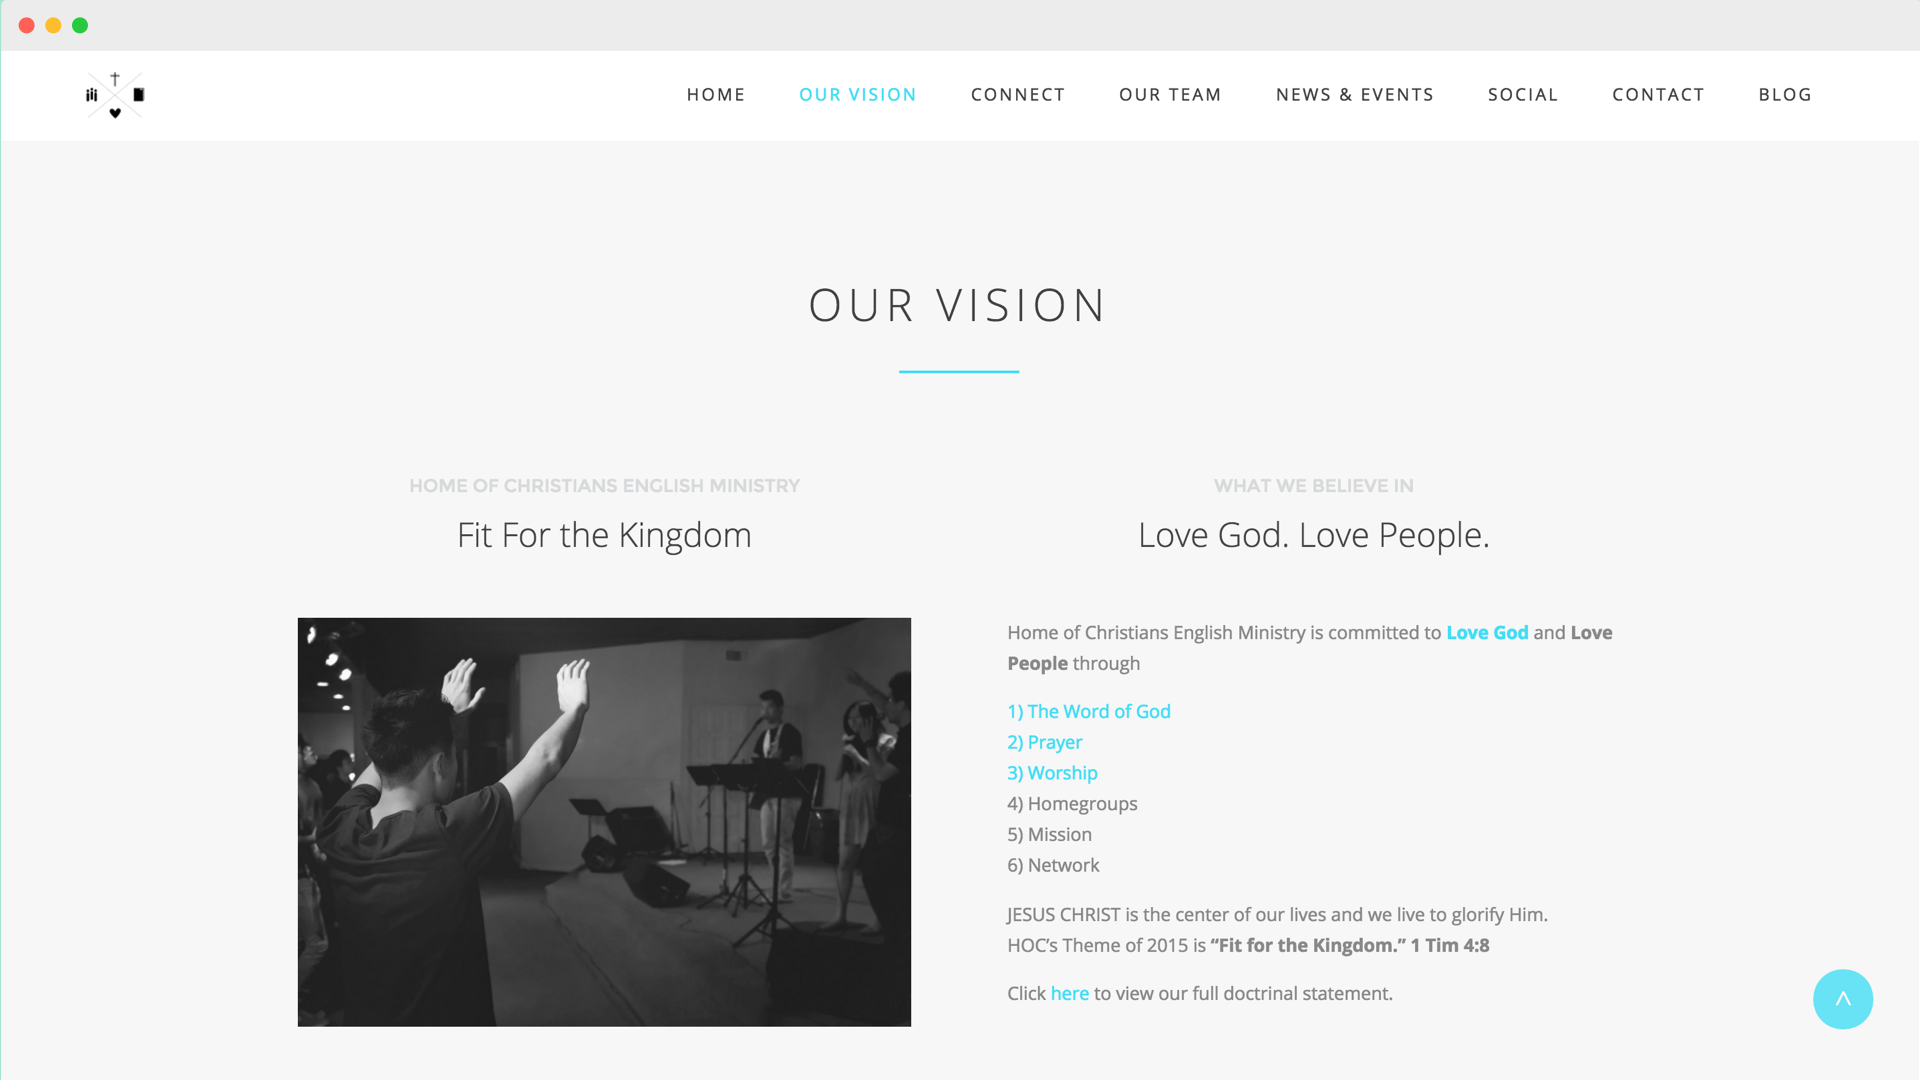 HOME OUR VISION CONNECT OUR TEAM NEWS & EVENTS SOCIAL CONTACT BLOG
OUR VISION
HOME OF CHRISTIANS ENGLISH MINISTRY
Fit For the Kingdom
WHAT WE BELIEVE IN
Love God. Love People.
Home of Christians English Ministry is committed to Love God and Love
People through
1) The Word of God
2) Prayer
3) Worship
4) Homegroups
5) Mission
6) Network
JESUS CHRIST is the center of our lives and we live to glorify Him.
HOC’s Theme of 2015 is “Fit for the Kingdom.” 1 Tim 4:8
Click here to view our full doctrinal statement.